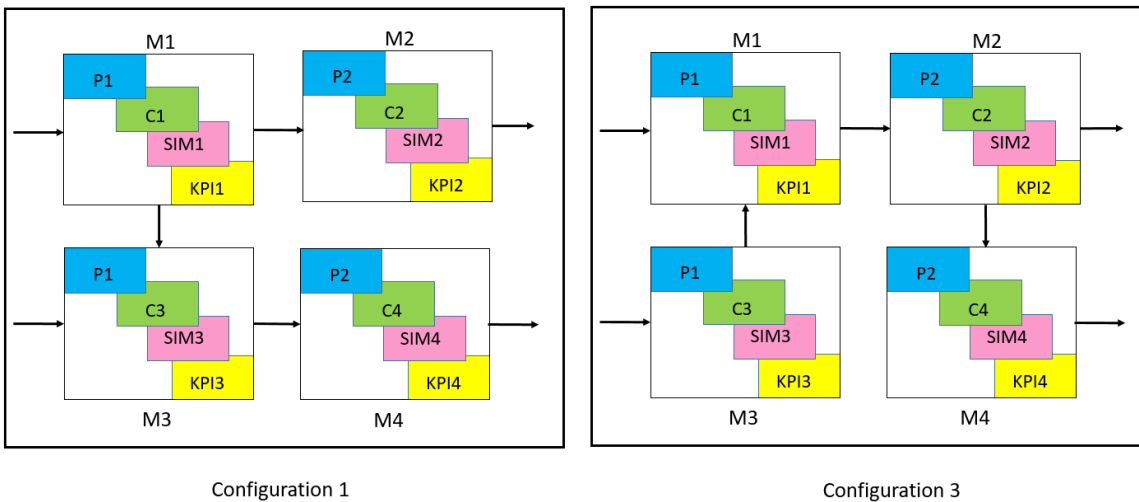 M1 M2
P1 P2
C1 C2
SIM1 SIM2
KPI1 KPI2
P1 P2
C3 C4
SIM3 SIM4
KPI3 KPI4
M3 M4
Configuration 1
M1 M2
P1 P2
C1 C2
SIM1 SIM2
KPI1 KPI2
P1 P2
C3 C4
SIM3 SIM4
KPI3 KPI4
M3 M4
Configuration 3